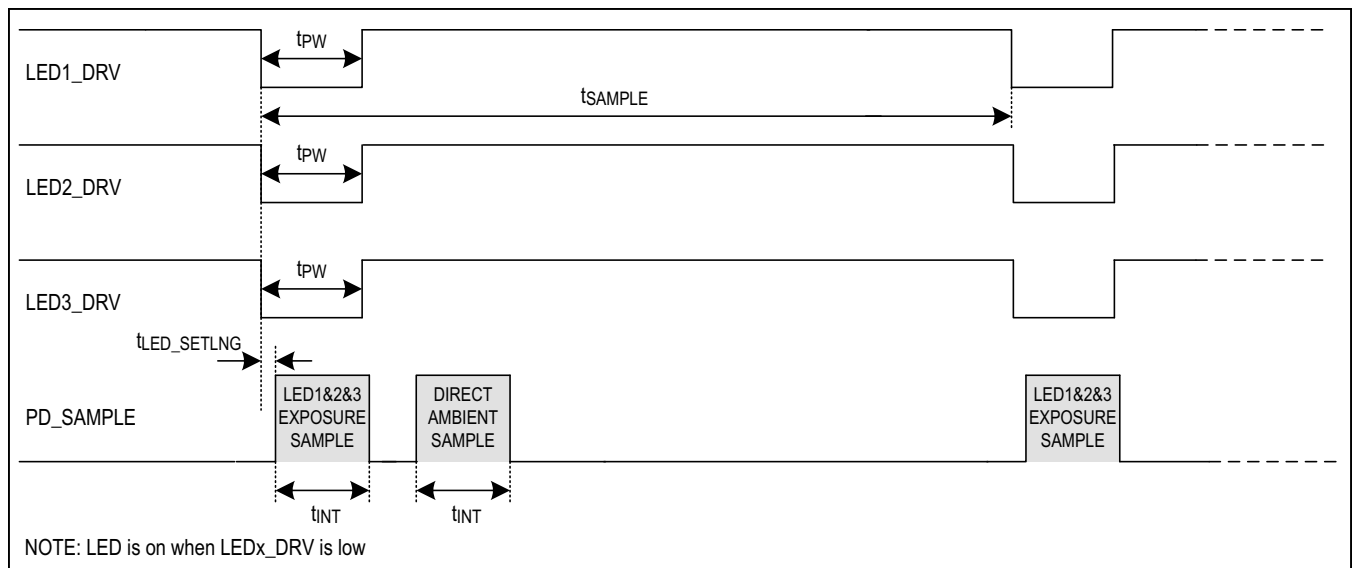 tPW
LED1_DRV
tSAMPLE
tPW
LED2_DRV
tPW
LED3_DRV
tLED_SETLNG
PD_SAMPLE
LED1&2&3
EXPOSURE
SAMPLE
DIRECT
AMBIENT
SAMPLE
LED1&2&3
EXPOSURE
SAMPLE
tINT
tINT
NOTE: LED is on when LEDx_DRV is low